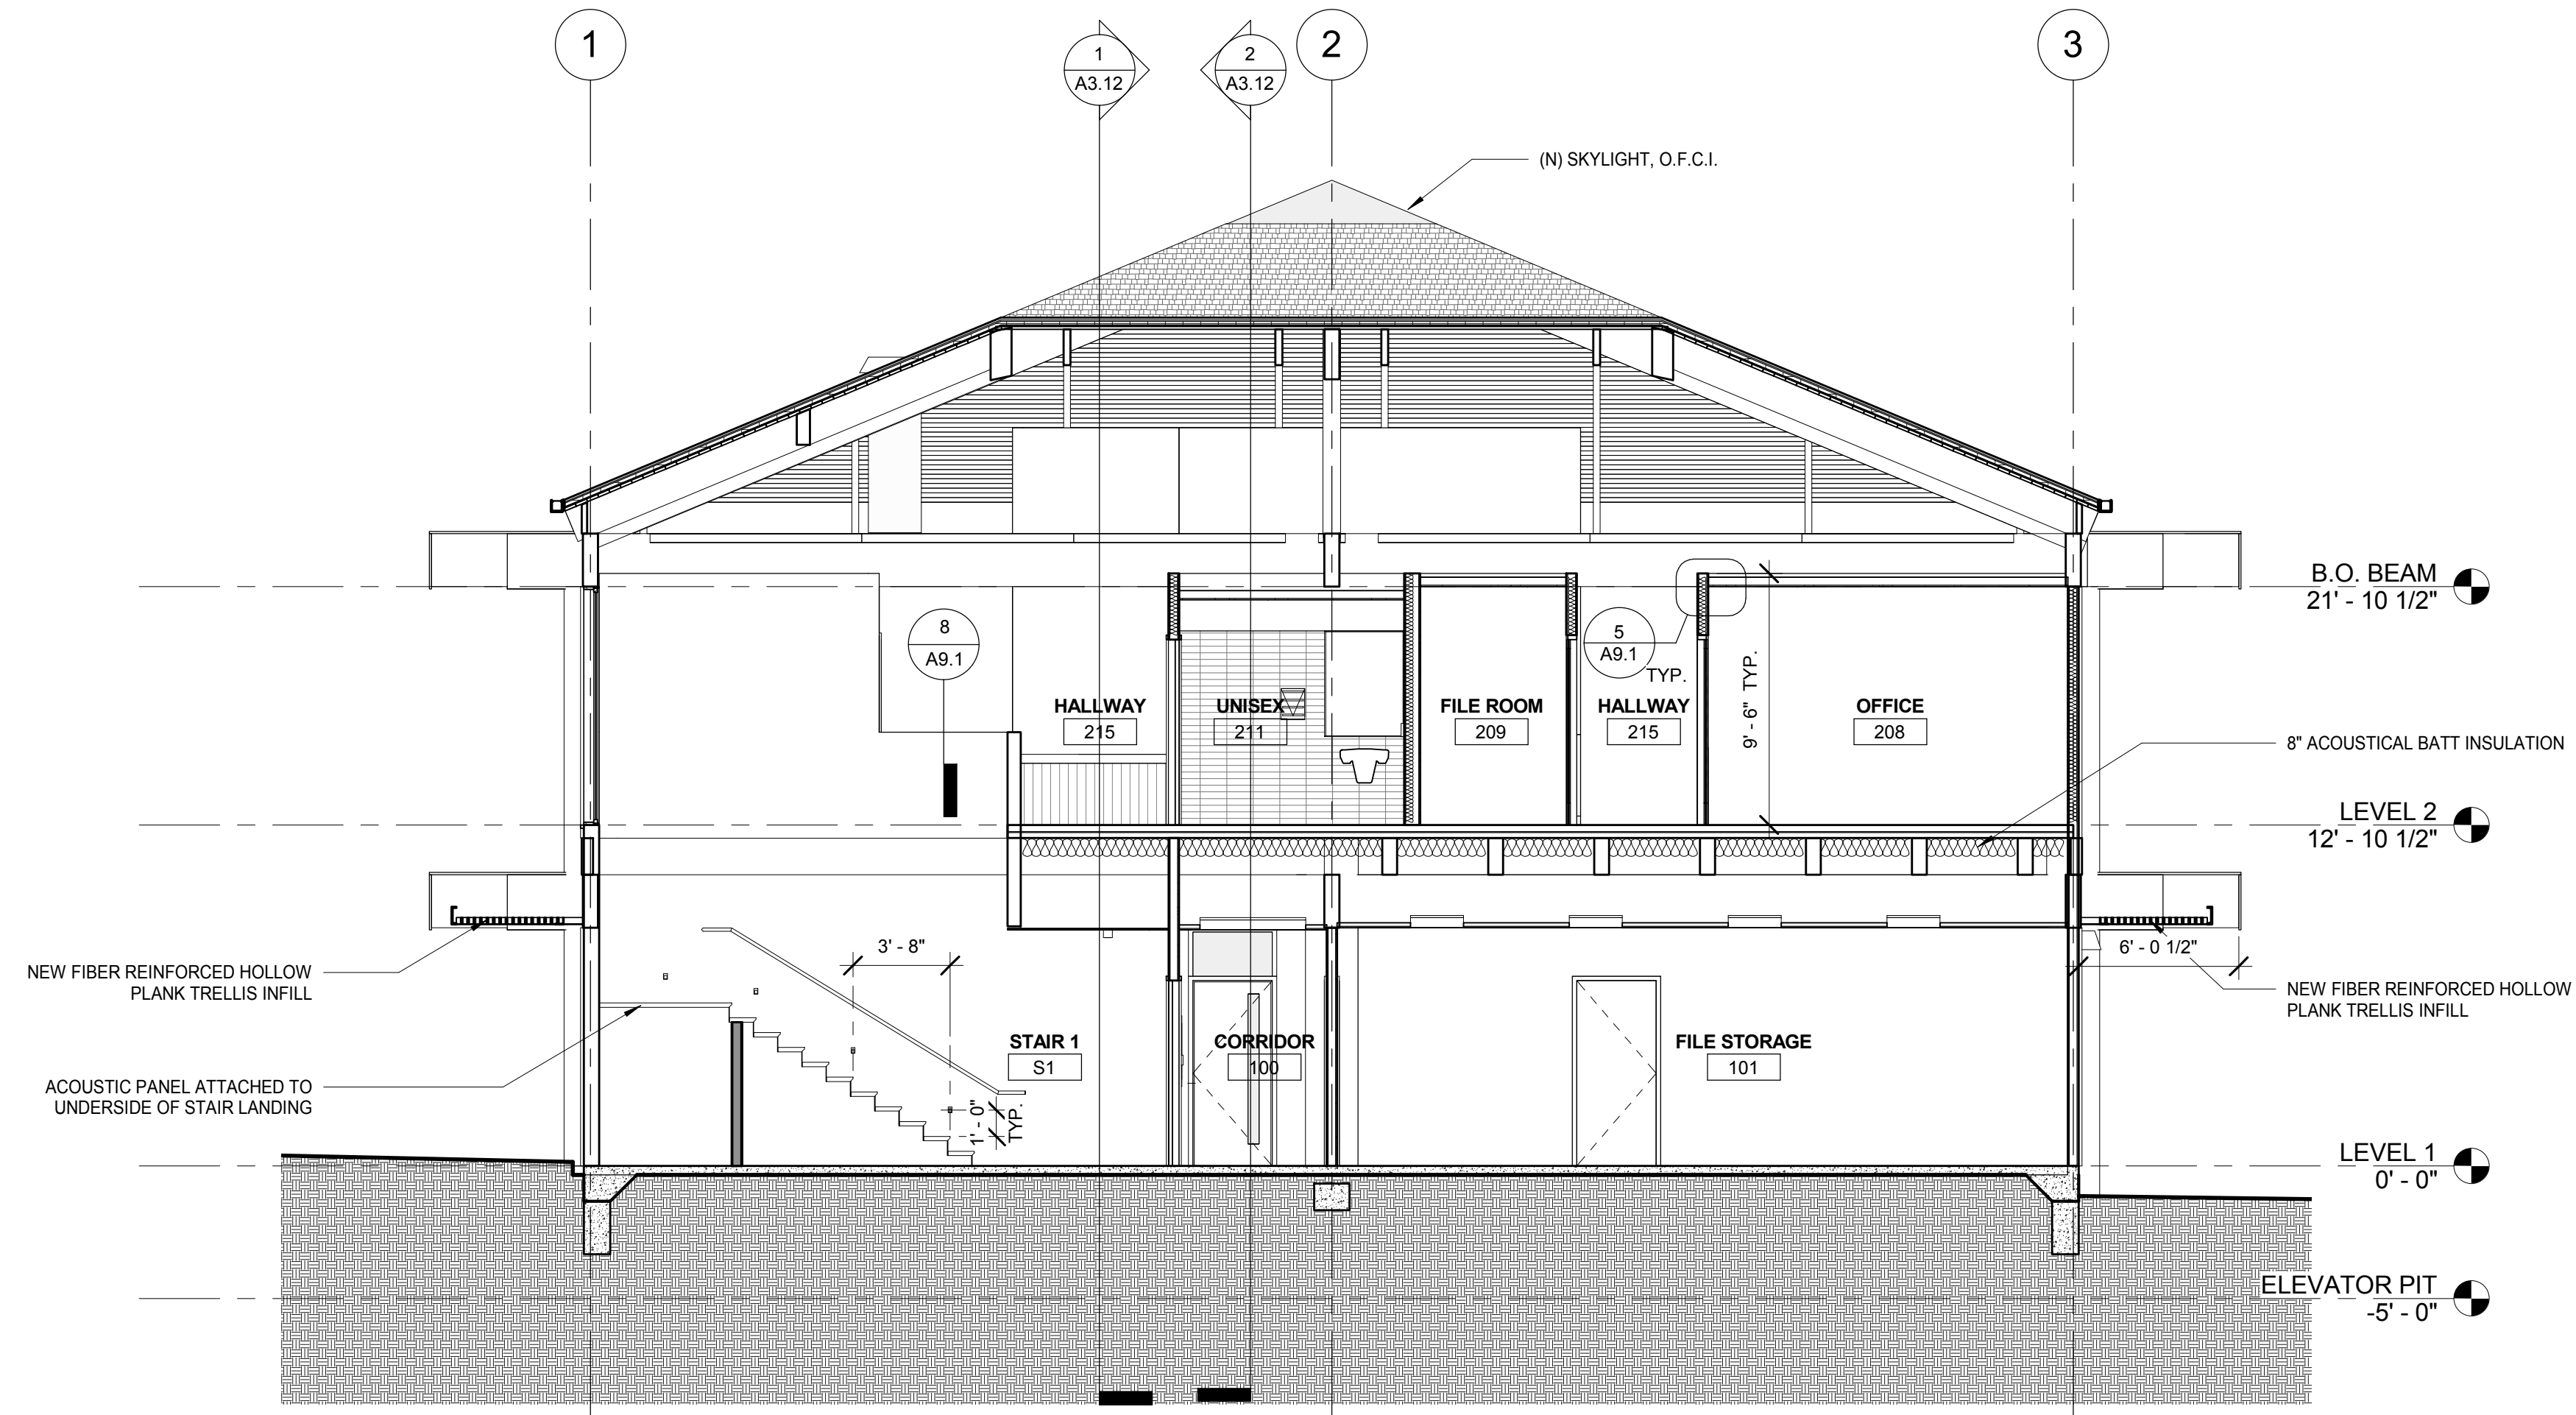 1
1
A3.12
2
A3.12
2
3
(N) SKYLIGHT, O.F.C.I.
B.O. BEAM
21' - 10 1/2"
8
A9.1
5
A9.1
TYP.
9' - 6" TYP.
HALLWAY
215
UNISEX
211
FILE ROOM
209
HALLWAY
215
OFFICE
208
8" ACOUSTICAL BATT INSULATION
LEVEL 2
12' - 10 1/2"
NEW FIBER REINFORCED HOLLOW
PLANK TRELLIS INFILL
3' - 8"
6' - 0 1/2"
NEW FIBER REINFORCED HOLLOW
PLANK TRELLIS INFILL
STAIR 1
S1
CORRIDOR
100
FILE STORAGE
101
ACOUSTIC PANEL ATTACHED TO
UNDERSIDE OF STAIR LANDING
1' - 0"
TYP.
LEVEL 1
0' - 0"
ELEVATOR PIT
-5' - 0"